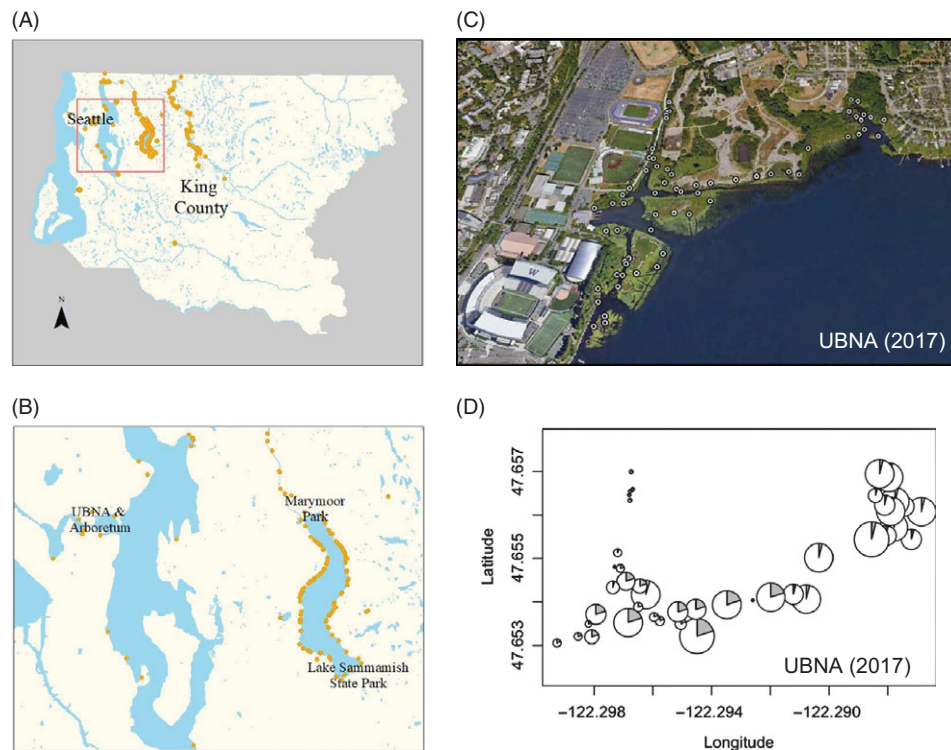 (A)
Seattle
King
County
N
(B)
UBNA &
Arboretum
Marymoor
Park
Lake Sammamish
State Park
(C)
W
UBNA (2017)
(D)
Latitude
47.657
47.655
47.653
UBNA (2017)
−122.298
−122.294
−122.290
Longitude